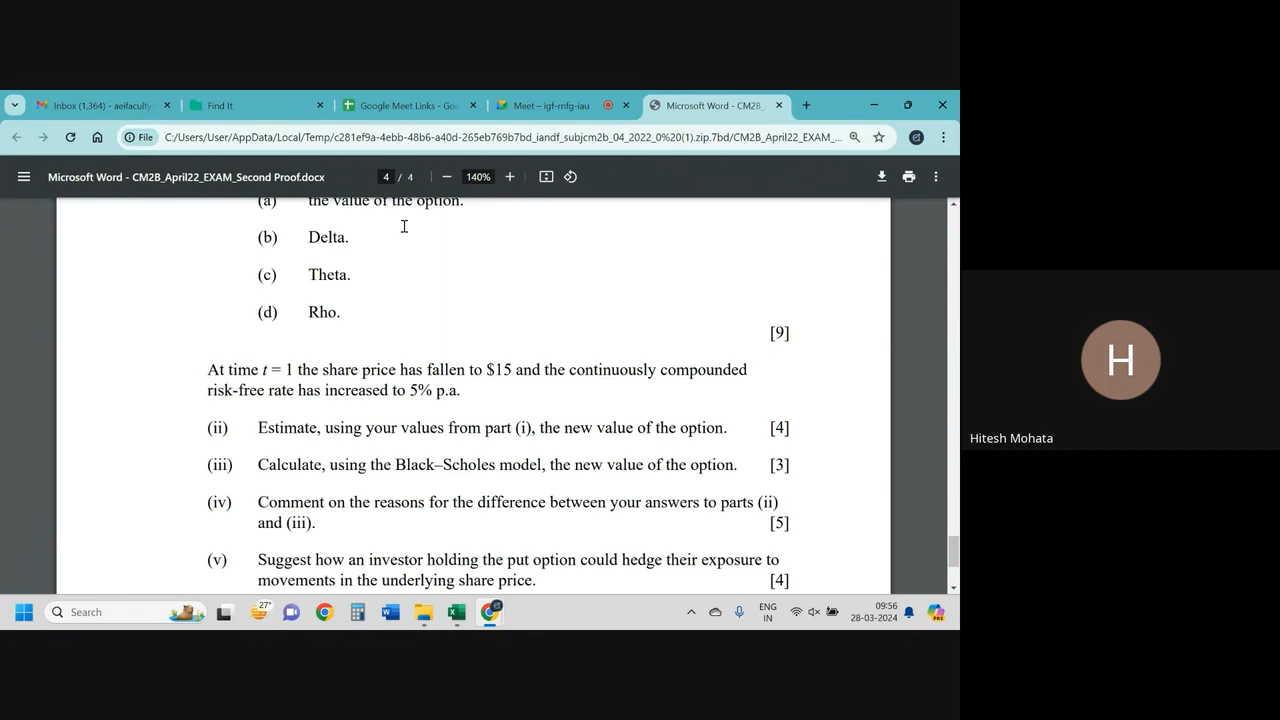 Inbox (1,364) - aeifaculty
Find It
Google Meet Links - Goo
Meet – igf-mfg-iau
Microsoft Word - CM2B_
File
C:/Users/User/AppData/Local/Temp/c281ef9a-4ebb-48b6-a40d-265eb769b7bd_iandf_subjcm2b_04_2022_0%20(1).zip.7bd/CM2B_April22_EXAM_...
Microsoft Word - CM2B_April22_EXAM_Second Proof.docx
4 / 4
140%
(a) the value of the option.
(b) Delta.
(c) Theta.
(d) Rho.
[9]
At time t = 1 the share price has fallen to $15 and the continuously compounded
risk-free rate has increased to 5% p.a.
(ii) Estimate, using your values from part (i), the new value of the option. [4]
(iii) Calculate, using the Black–Scholes model, the new value of the option. [3]
(iv) Comment on the reasons for the difference between your answers to parts (ii)
and (iii). [5]
(v) Suggest how an investor holding the put option could hedge their exposure to
movements in the underlying share price. [4]
H
Hitesh Mohata
Search
27°
ENG
IN
09:56
28-03-2024